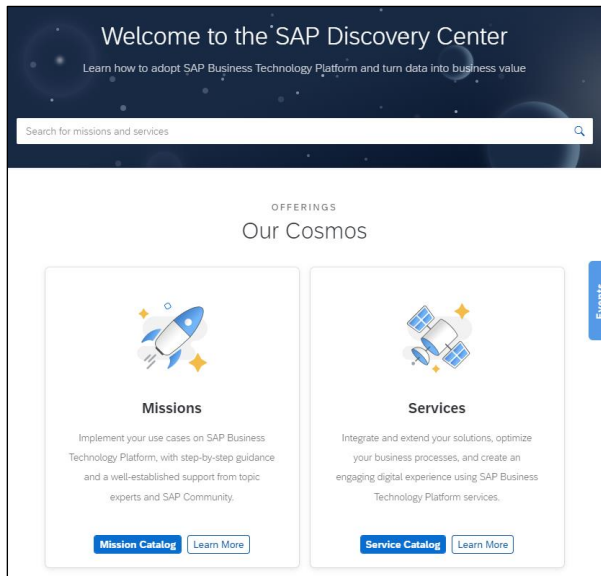 Welcome to the SAP Discovery Center
Learn how to adopt SAP Business Technology Platform and turn data into business value
Search for missions and services
OFFERINGS
Our Cosmos
Events
Missions
Implement your use cases on SAP Business
Technology Platform, with step-by-step guidance
and a well-established support from topic
experts and SAP Community.
Mission Catalog
Learn More
Services
Integrate and extend your solutions, optimize
your business processes, and create an
engaging digital experience using SAP Business
Technology Platform services.
Service Catalog
Learn More